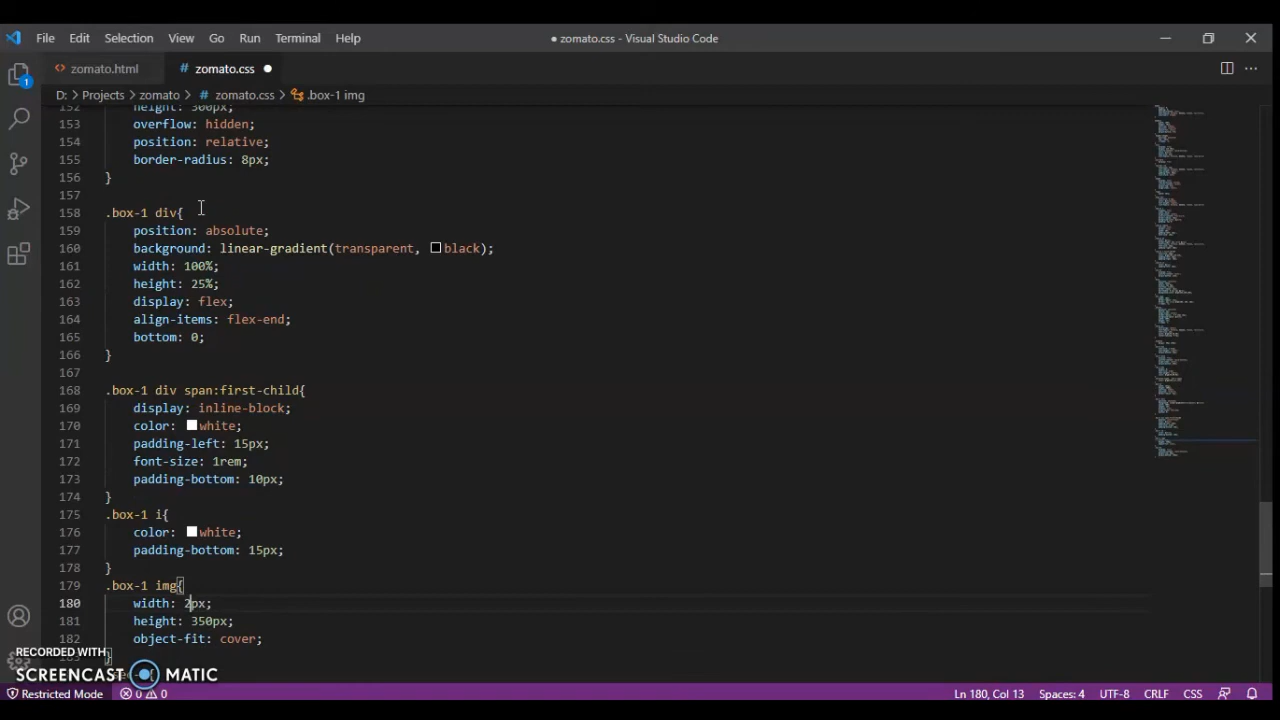 File Edit Selection View Go Run Terminal Help ● zomato.css - Visual Studio Code
zomato.html # zomato.css ●
D: > Projects > zomato > # zomato.css > .box-1 img
152 height: 300px;
153 overflow: hidden;
154 position: relative;
155 border-radius: 8px;
156 }
157
158 .box-1 div{
159 position: absolute;
160 background: linear-gradient(transparent, black);
161 width: 100%;
162 height: 25%;
163 display: flex;
164 align-items: flex-end;
165 bottom: 0;
166 }
167
168 .box-1 div span:first-child{
169 display: inline-block;
170 color: white;
171 padding-left: 15px;
172 font-size: 1rem;
173 padding-bottom: 10px;
174 }
175 .box-1 i{
176 color: white;
177 padding-bottom: 15px;
178 }
179 .box-1 img{
180 width: 2px;
181 height: 350px;
182 object-fit: cover;
}
RECORDED WITH
SCREENCAST MATIC
Restricted Mode 0 0 Ln 180, Col 13 Spaces: 4 UTF-8 CRLF CSS